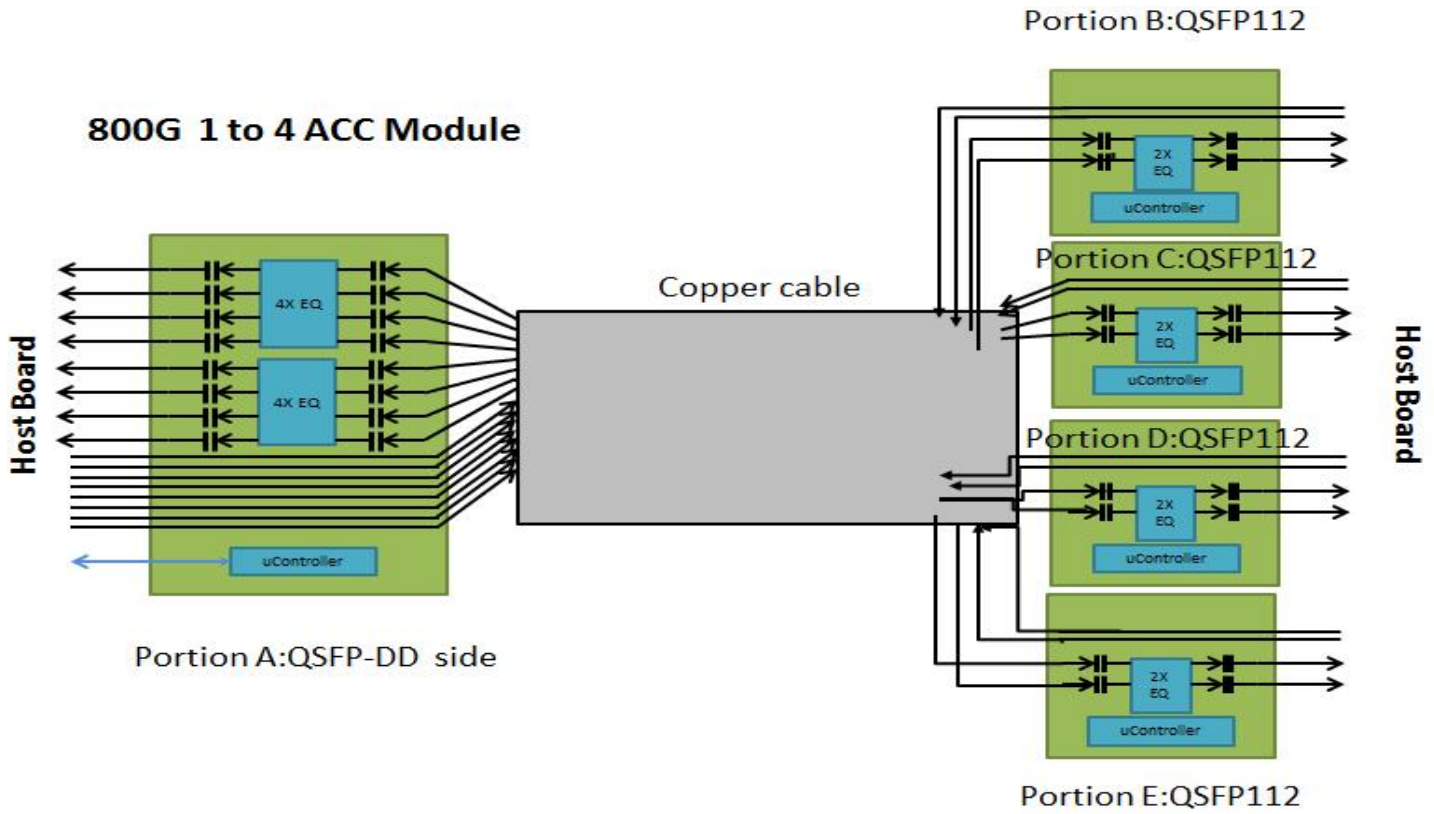 Portion B:QSFP112
800G 1 to 4 ACC Module
2X
EQ
uController
Portion C:QSFP112
Copper cable
4X EQ
2X
EQ
uController
Host Board
Host Board
4X EQ
Portion D:QSFP112
2X
EQ
uController
uController
Portion A:QSFP-DD side
2X
EQ
uController
Portion E:QSFP112